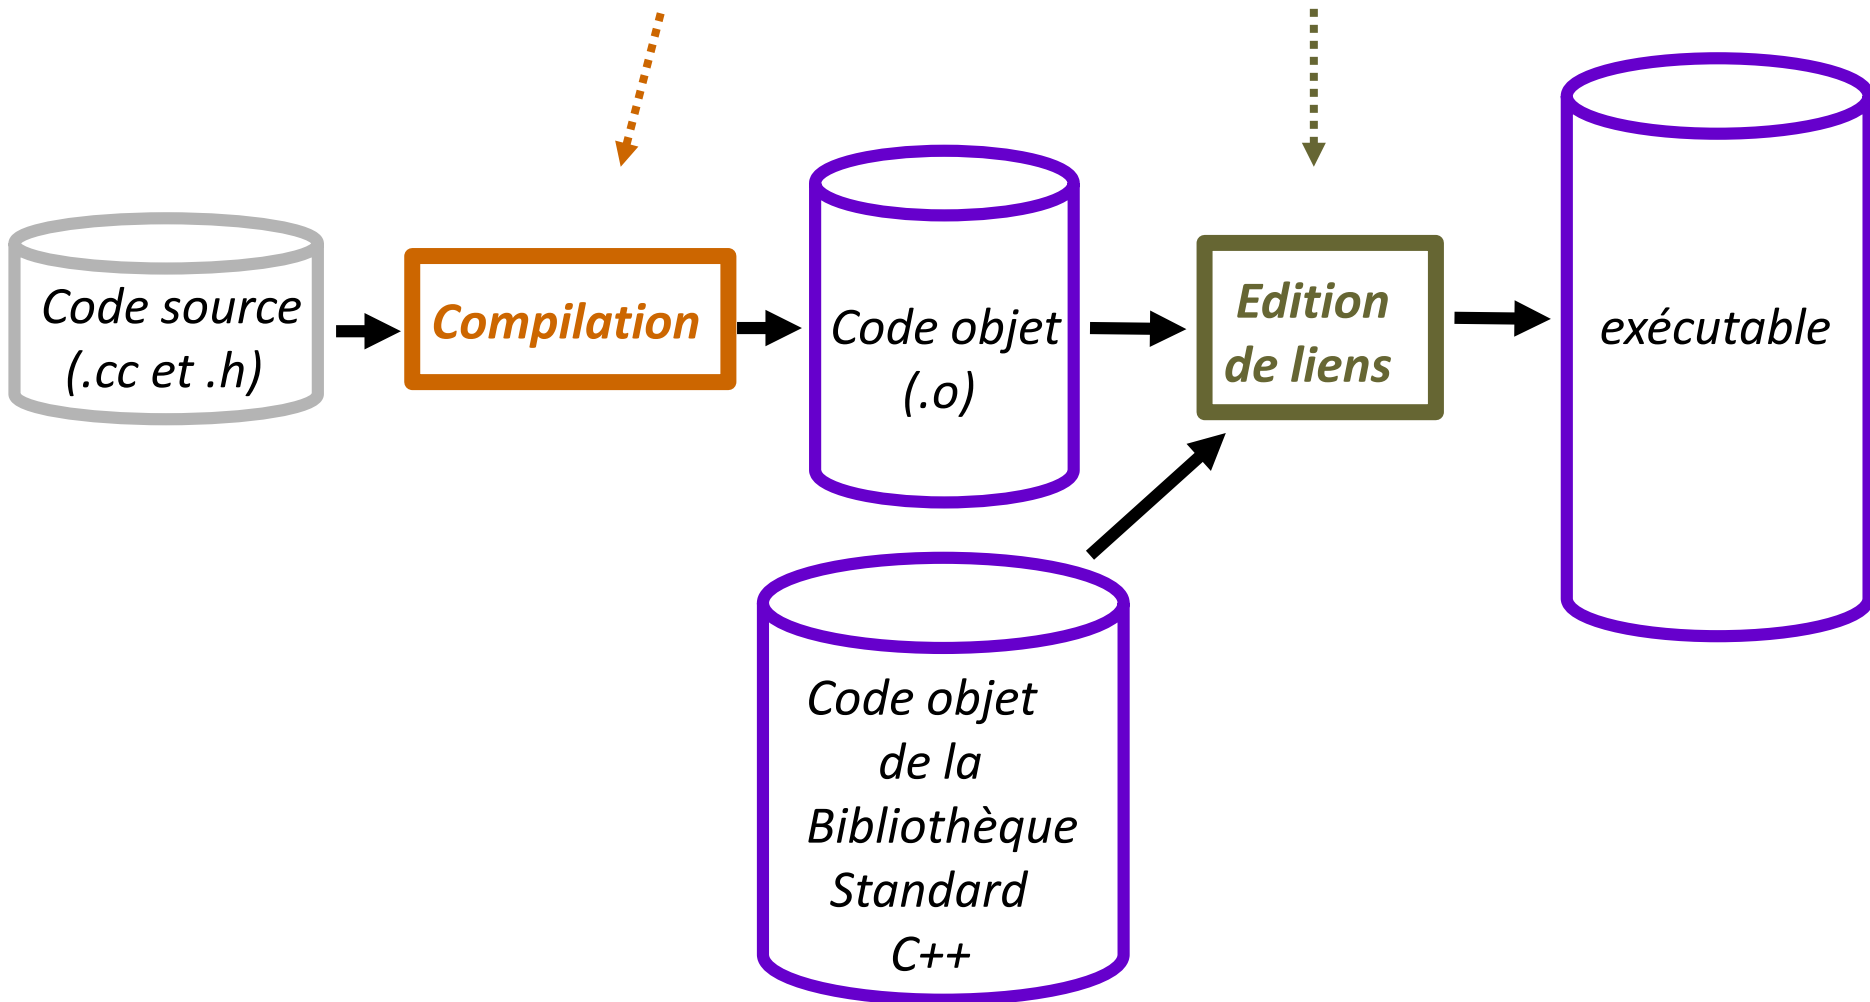 Code source
(.cc et .h)
Compilation
Code objet
(.o)
Edition
de liens
exécutable
Code objet
de la
Bibliothèque
Standard
C++